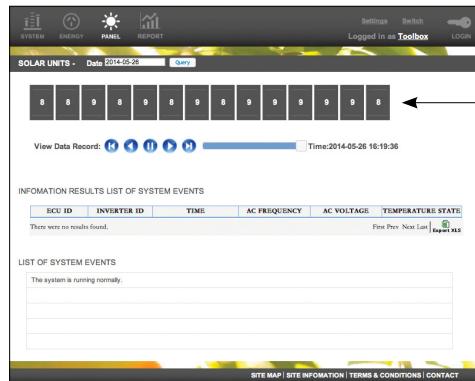 SYSTEM ENERGY PANEL REPORT
Settings Switch
Logged in as Toolbox LOGIN
SOLAR UNITS - Date 2014-05-26 Query
8 8 9 8 9 8 9 8 9 9 9 9 9 8
View Data Record: Time:2014-05-26 16:19:36
INFOMATION RESULTS LIST OF SYSTEM EVENTS
ECU ID INVERTER ID TIME AC FREQUENCY AC VOLTAGE TEMPERATURE STATE
There were no results found. First Prev Next Last Export XLS
LIST OF SYSTEM EVENTS
The system is running normally.
SITE MAP | SITE INFOMATION | TERMS & CONDITIONS | CONTACT